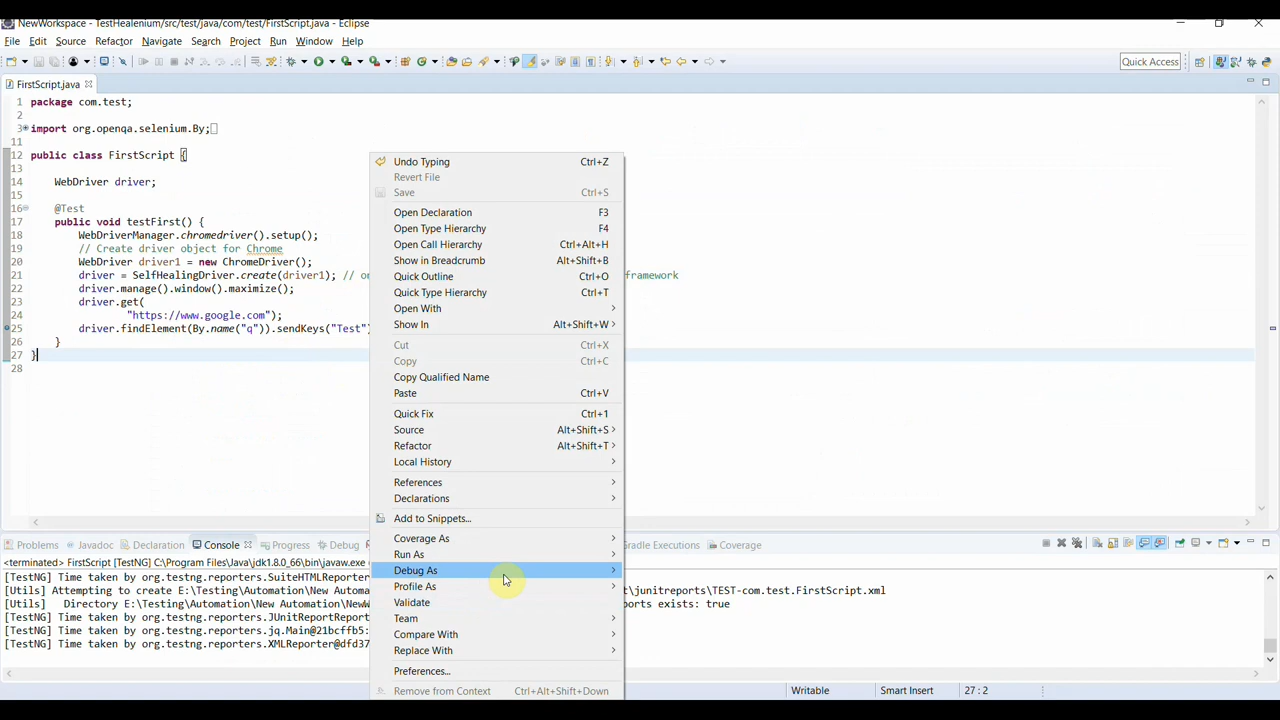 NewWorkspace - TestHealenium/src/test/java/com/test/FirstScript.java - Eclipse
File Edit Source Refactor Navigate Search Project Run Window Help
Quick Access
FirstScript.java
1 package com.test;
2
3 import org.openqa.selenium.By;
11
12 public class FirstScript {
13
14 WebDriver driver;
15
16 @Test
17 public void testFirst() {
18 WebDriverManager.chromedriver().setup();
19 // Create driver object for Chrome
20 WebDriver driver1 = new ChromeDriver();
21 driver = SelfHealingDriver.create(driver1); // framework
22 driver.manage().window().maximize();
23 driver.get(
24 "https://www.google.com");
25 driver.findElement(By.name("q")).sendKeys("Test")
26 }
27 }
28
Undo Typing Ctrl+Z
Revert File
Save Ctrl+S
Open Declaration F3
Open Type Hierarchy F4
Open Call Hierarchy Ctrl+Alt+H
Show in Breadcrumb Alt+Shift+B
Quick Outline Ctrl+O
Quick Type Hierarchy Ctrl+T
Open With
Show In Alt+Shift+W
Cut Ctrl+X
Copy Ctrl+C
Copy Qualified Name
Paste Ctrl+V
Quick Fix Ctrl+1
Source Alt+Shift+S
Refactor Alt+Shift+T
Local History
References
Declarations
Add to Snippets...
Coverage As
Run As
Debug As
Profile As
Validate
Team
Compare With
Replace With
Preferences...
Remove from Context Ctrl+Alt+Shift+Down
Problems Javadoc Declaration Console Progress Debug Executions Coverage
<terminated> FirstScript [TestNG] C:\Program Files\Java\jdk1.8.0_66\bin\javaw.exe
[TestNG] Time taken by org.testng.reporters.SuiteHTMLReporter
[Utils] Attempting to create E:\Testing\Automation\New Automation t\junitreports\TEST-com.test.FirstScript.xml
[Utils] Directory E:\Testing\Automation\New Automation\New ports exists: true
[TestNG] Time taken by org.testng.reporters.JUnitReportReport
[TestNG] Time taken by org.testng.reporters.jq.Main@21bcffb5:
[TestNG] Time taken by org.testng.reporters.XMLReporter@dfd37
Writable Smart Insert 27 : 2